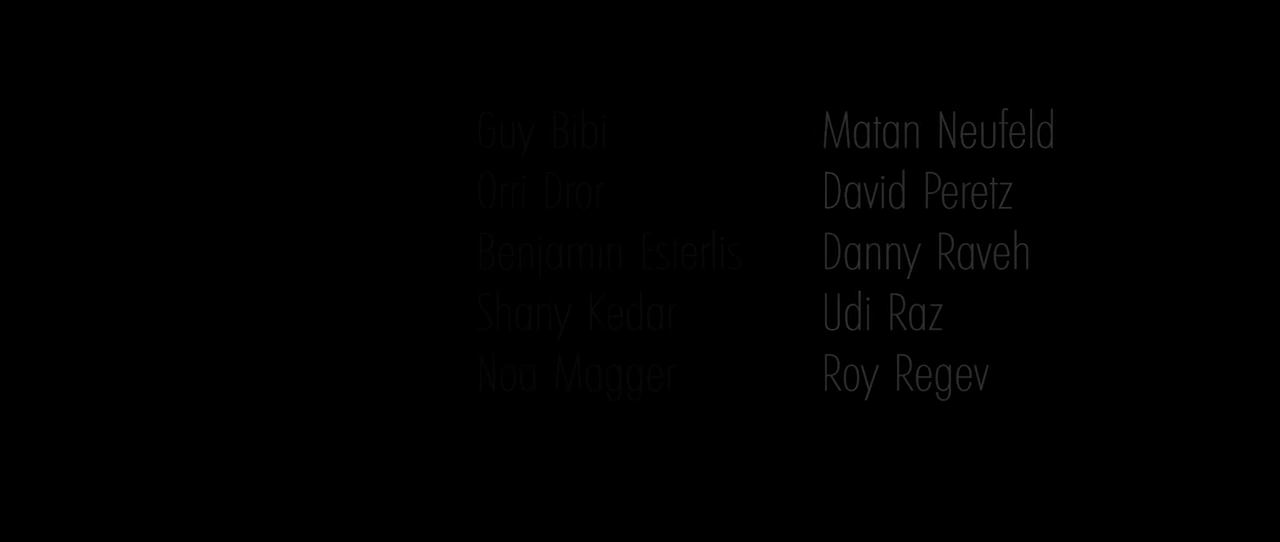 Guy Bibi
Orri Dror
Benjamin Esterlis
Shany Kedar
Noa Magger
Matan Neufeld
David Peretz
Danny Raveh
Udi Raz
Roy Regev